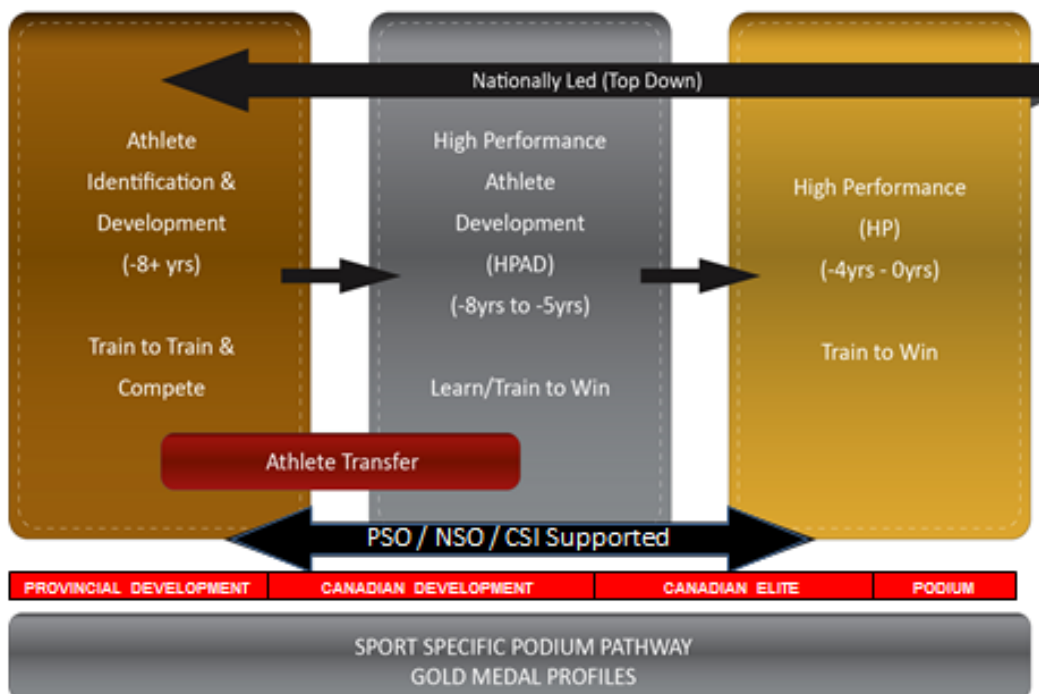 Nationally Led (Top Down)
Athlete
Identification &
Development
(-8+ yrs)
Train to Train &
Compete
High Performance
Athlete
Development
(HPAD)
(-8yrs to -5yrs)
Learn/Train to Win
High Performance
(HP)
(-4yrs - 0yrs)
Train to Win
Athlete Transfer
PSO / NSO / CSI Supported
PROVINCIAL DEVELOPMENT
CANADIAN DEVELOPMENT
CANADIAN ELITE
PODIUM
SPORT SPECIFIC PODIUM PATHWAY
GOLD MEDAL PROFILES